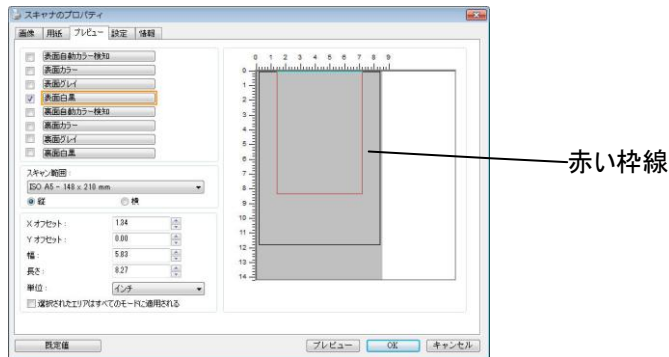 スキャナのプロパティ
画像 用紙 プレビュー 設定 情報
表面自動カラー検知
表面カラー
表面グレイ
表面白黒
裏面自動カラー検知
裏面カラー
裏面グレイ
裏面白黒
スキャン範囲:
ISO A5 - 148 x 210 mm
縦 横
X オフセット: 1.34
Y オフセット: 0.00
幅: 5.83
長さ: 8.27
単位: インチ
選択されたエリアはすべてのモードに適用される
0 1 2 3 4 5 6 7 8 9
0
1
2
3
4
5
6
7
8
9
10
11
12
13
14
赤い枠線
既定値 プレビュー OK キャンセル